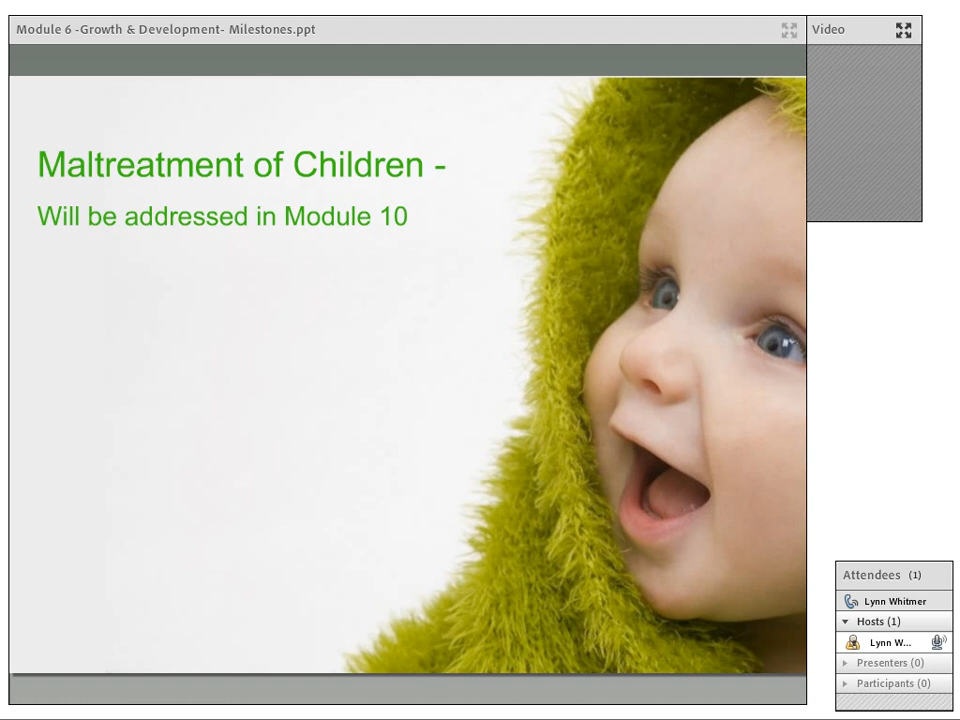 Module 6 -Growth & Development- Milestones.ppt
Video
Maltreatment of Children -
Will be addressed in Module 10
Attendees (1)
Lynn Whitmer
Hosts (1)
Lynn W...
Presenters (0)
Participants (0)